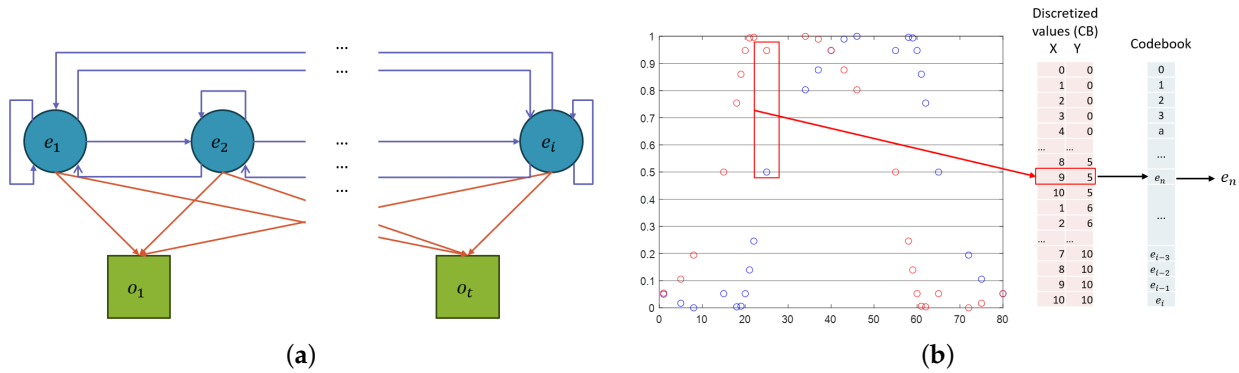 ...
...
e₁
e₂
...
...
...
eᵢ
o₁
oₜ
(a)
1
0.9
0.8
0.7
0.6
0.5
0.4
0.3
0.2
0.1
0
0 10 20 30 40 50 60 70 80
Discretized
values (CB)
X Y
0 0
1 0
2 0
3 0
4 0
... ...
8 5
9 5
10 5
1 6
2 6
... ...
7 10
8 10
9 10
10 10
Codebook
0
1
2
3
a
...
eₙ
...
eᵢ₋₃
eᵢ₋₂
eᵢ₋₁
eᵢ
eₙ
(b)